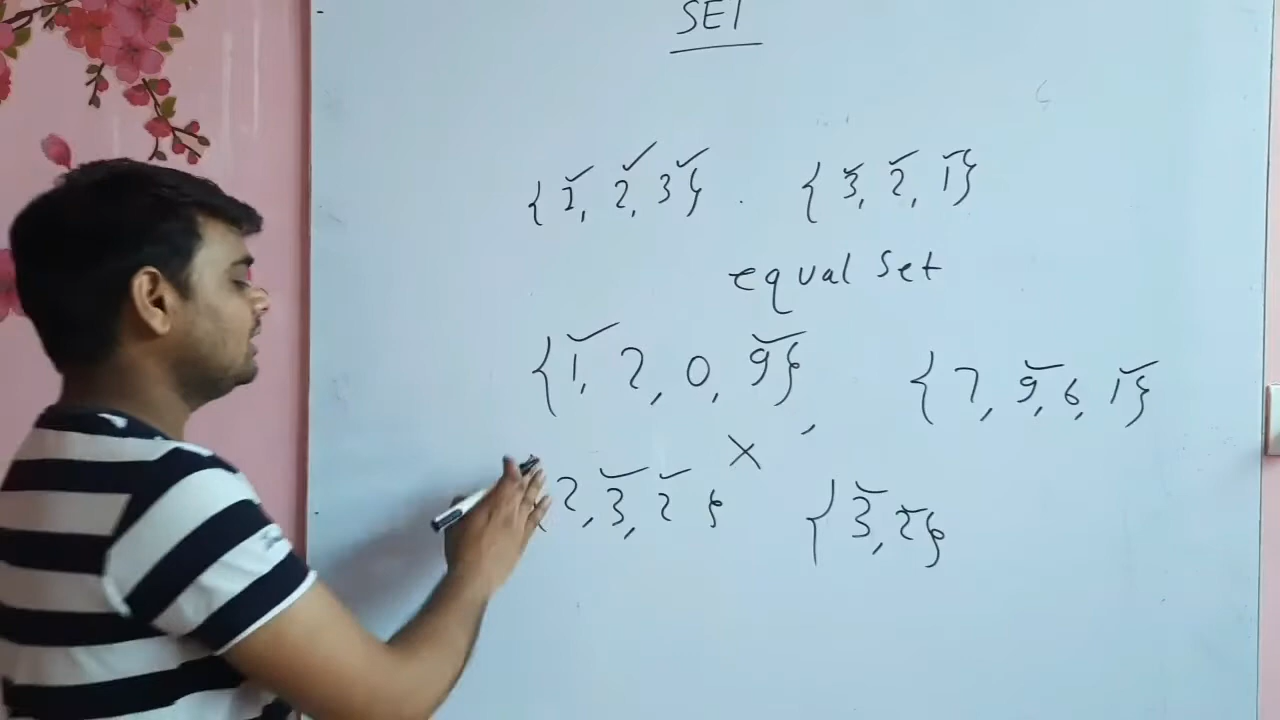 SET
{1, 2, 3} {3, 2, 1}
equal set
{1, 2, 0, 9} {7, 9, 6, 1}
{2, 3, 2} {3, 2}